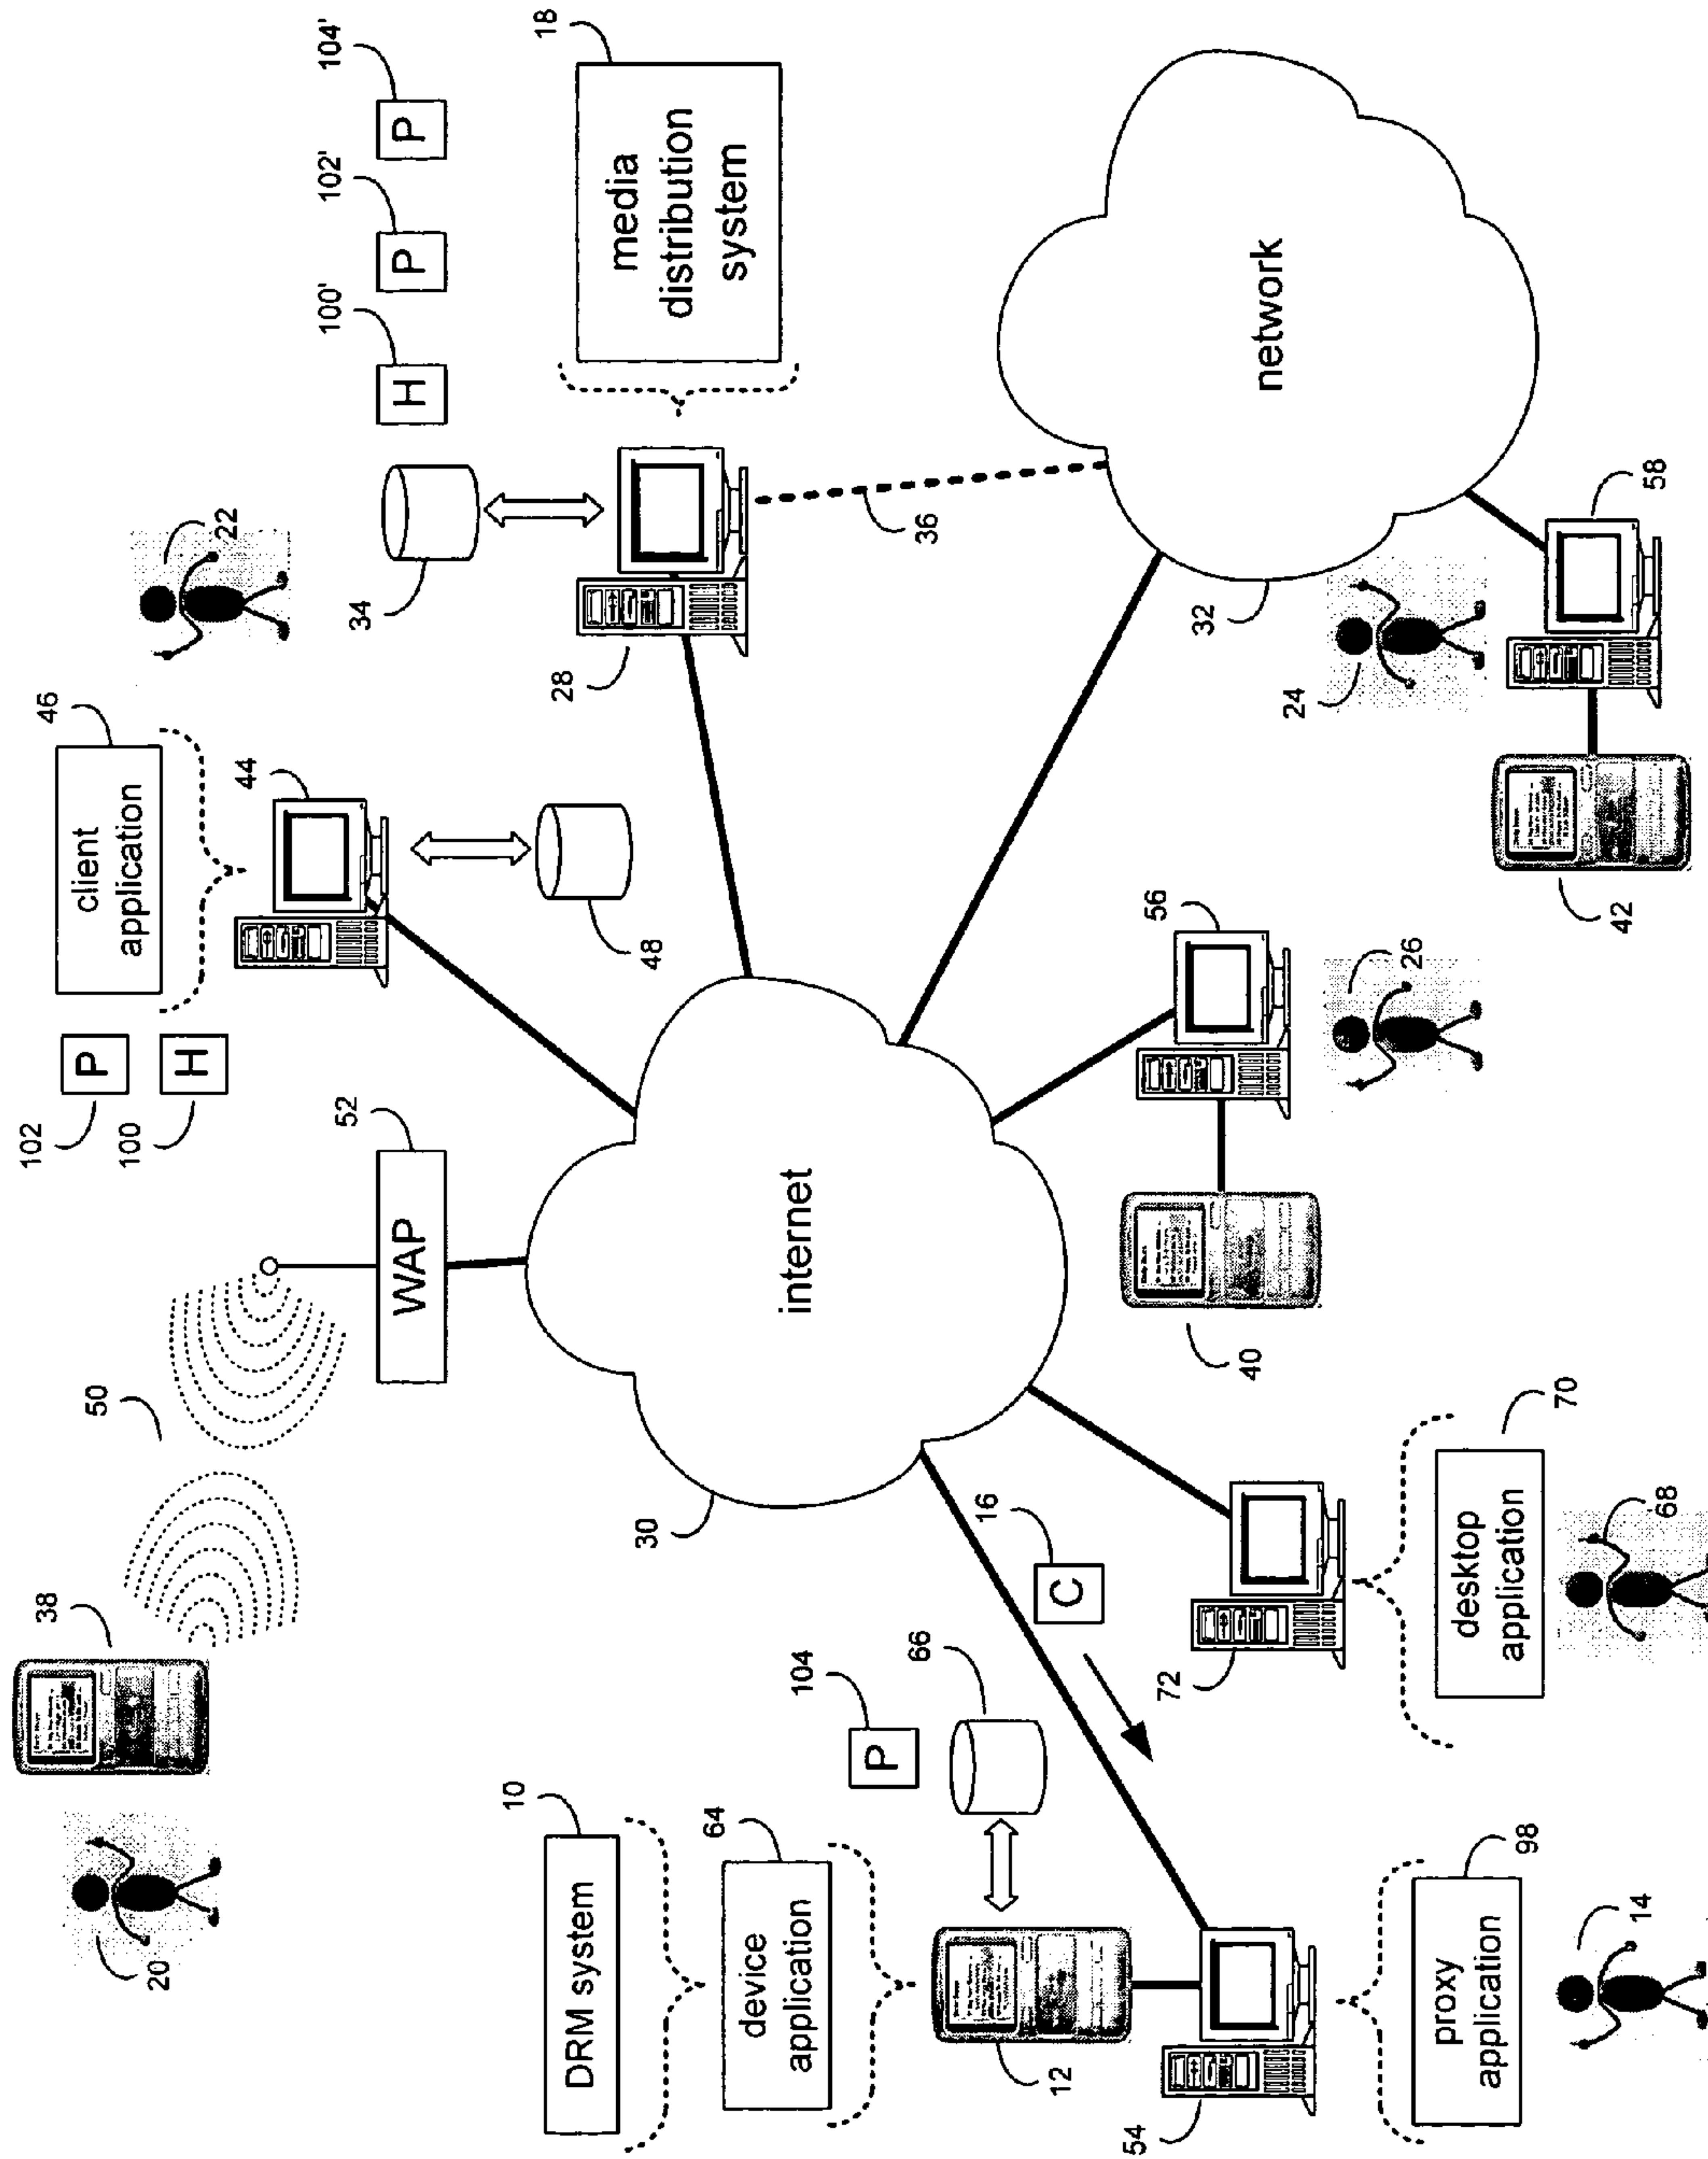 102
38
46
P
client
application
50
100
20
H
22
44
100'
102'
104'
52
34
H
P
P
WAP
10
18
DRM system
28
media
distribution
system
48
30
64
device
application
internet
104
P
66
36
16
12
C
54
72
56
32
40
24
network
26
98
proxy
application
70
desktop
application
14
68
42
58